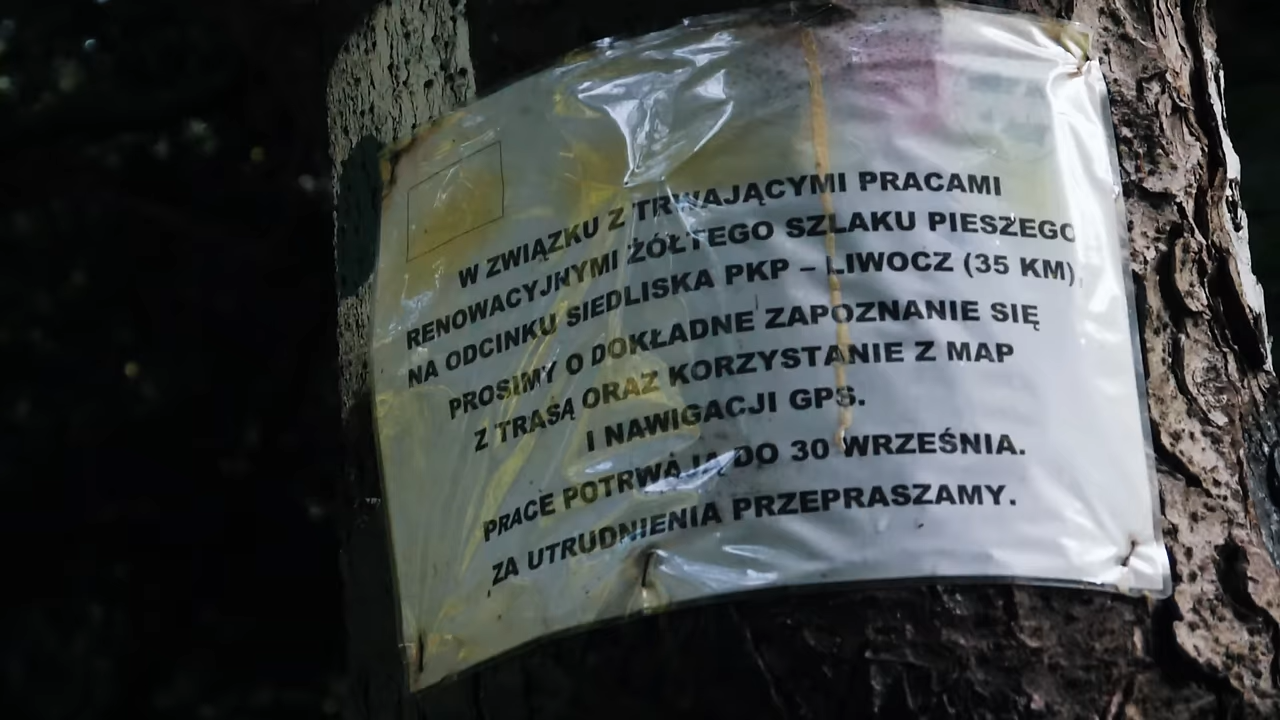 W ZWIĄZKU Z TRWAJĄCYMI PRACAMI
RENOWACYJNYMI ŻÓŁTEGO SZLAKU PIESZEGO
NA ODCINKU SIEDLISKA PKP – LIWOCZ (35 KM),
PROSIMY O DOKŁADNE ZAPOZNANIE SIĘ
Z TRASĄ ORAZ KORZYSTANIE Z MAP
I NAWIGACJI GPS.
PRACE POTRWAJĄ DO 30 WRZEŚNIA.
ZA UTRUDNIENIA PRZEPRASZAMY.